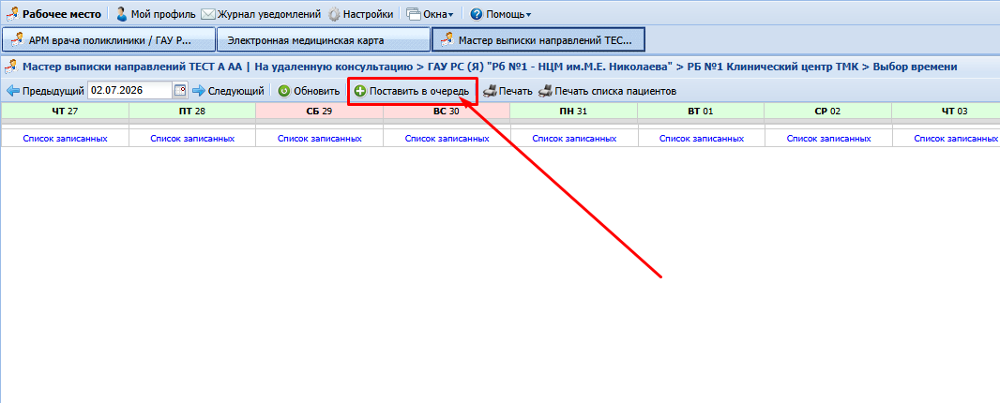 Рабочее место Мой профиль Журнал уведомлений Настройки Окна Помощь
АРМ врача поликлиники / ГАУ Р... Электронная медицинская карта Мастер выписки направлений ТЕС...
Мастер выписки направлений ТЕСТ А АА | На удаленную консультацию > ГАУ РС (Я) "Рб №1 - НЦМ им.М.Е. Николаева" > РБ №1 Клинический центр ТМК > Выбор времени
Предыдущий 02.07.2026 Следующий Обновить Поставить в очередь Печать Печать списка пациентов
ЧТ 27 ПТ 28 СБ 29 ВС 30 ПН 31 ВТ 01 СР 02 ЧТ 03
Список записанных Список записанных Список записанных Список записанных Список записанных Список записанных Список записанных Список записанных